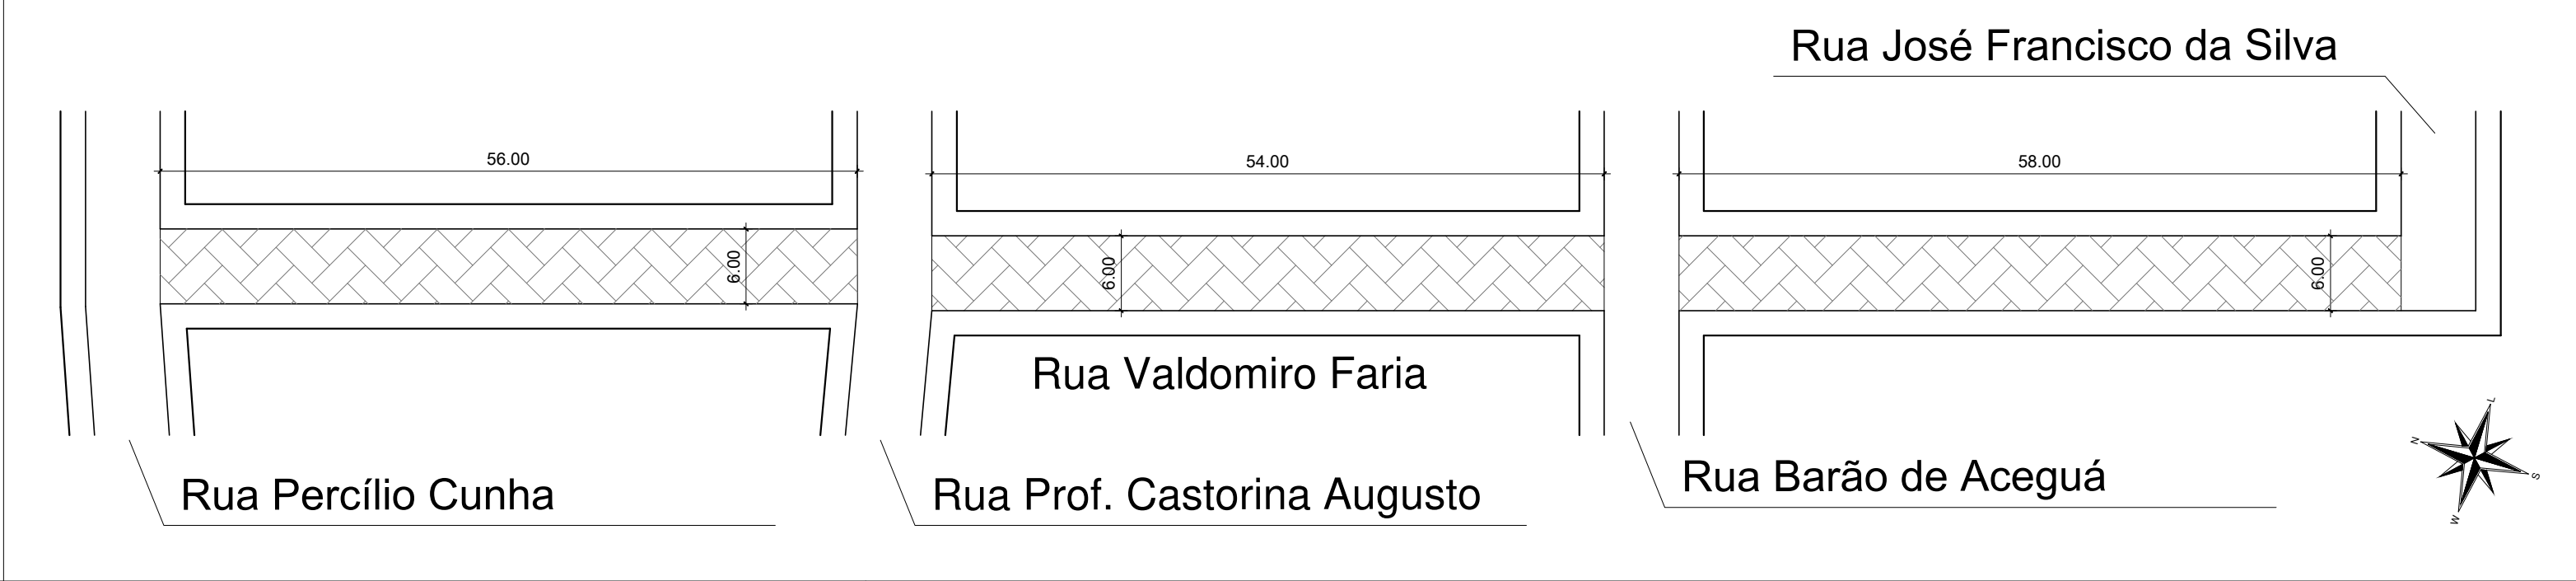 Rua José Francisco da Silva
56.00
54.00
58.00
6.00
6.00
6.00
Rua Valdomiro Faria
Rua Percílio Cunha
Rua Prof. Castorina Augusto
Rua Barão de Aceguá
L
N
S
W